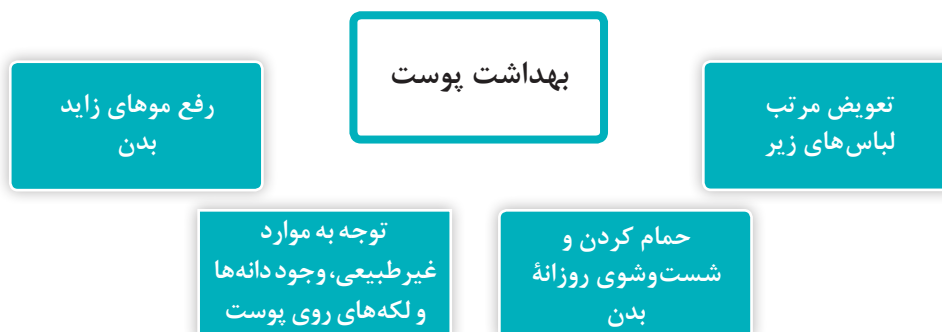 بهداشت پوست
تعویض مرتب
لباس‌های زیر
حمام کردن و
شست‌وشوی روزانهٔ
بدن
توجه به موارد
غیرطبیعی، وجود دانه‌ها
و لکه‌های روی پوست
رفع موهای زاید
بدن